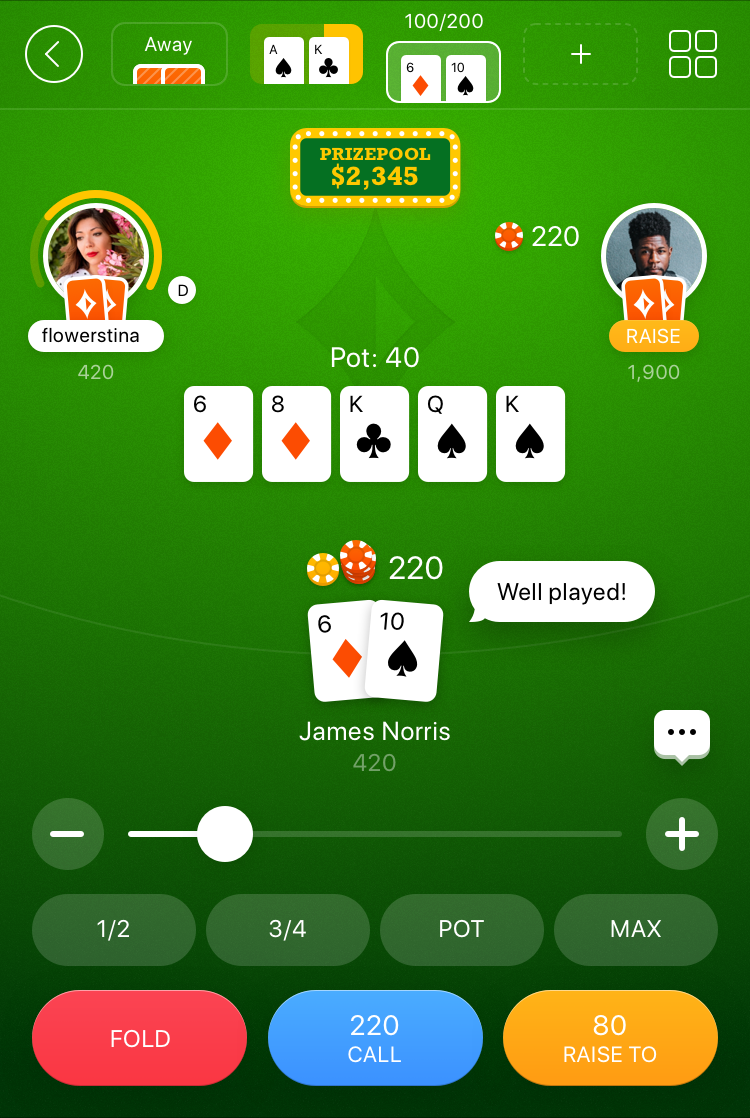 100/200
Away
A
K
6
10
PRIZEPOOL
$2,345
220
D
flowerstina
RAISE
420
1,900
Pot: 40
6
8
K
Q
K
220
Well played!
6
10
James Norris
420
1/2
3/4
POT
MAX
FOLD
220
CALL
80
RAISE TO